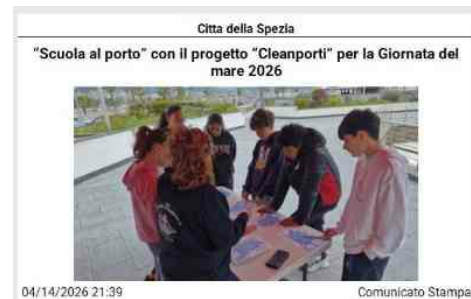 Citta della Spezia
“Scuola al porto” con il progetto “Cleanporti” per la Giornata del
mare 2026
04/14/2026 21:39
Comunicato Stampa